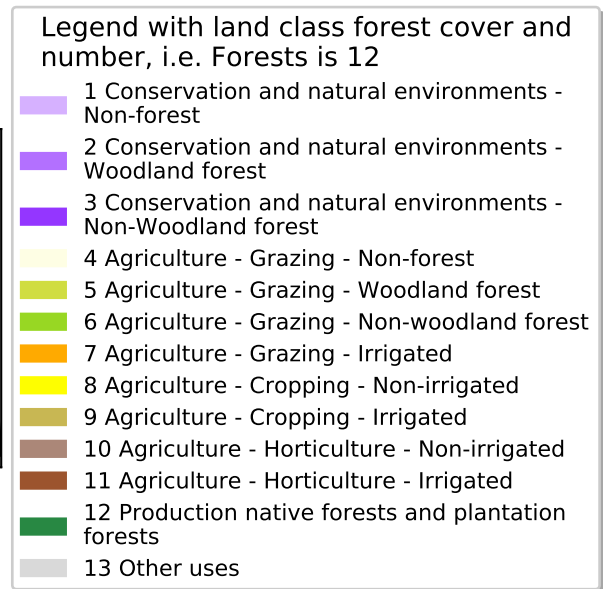 Legend with land class forest cover and
number, i.e. Forests is 12
1 Conservation and natural environments -
Non-forest
2 Conservation and natural environments -
Woodland forest
3 Conservation and natural environments -
Non-Woodland forest
4 Agriculture - Grazing - Non-forest
5 Agriculture - Grazing - Woodland forest
6 Agriculture - Grazing - Non-woodland forest
7 Agriculture - Grazing - Irrigated
8 Agriculture - Cropping - Non-irrigated
9 Agriculture - Cropping - Irrigated
10 Agriculture - Horticulture - Non-irrigated
11 Agriculture - Horticulture - Irrigated
12 Production native forests and plantation
forests
13 Other uses